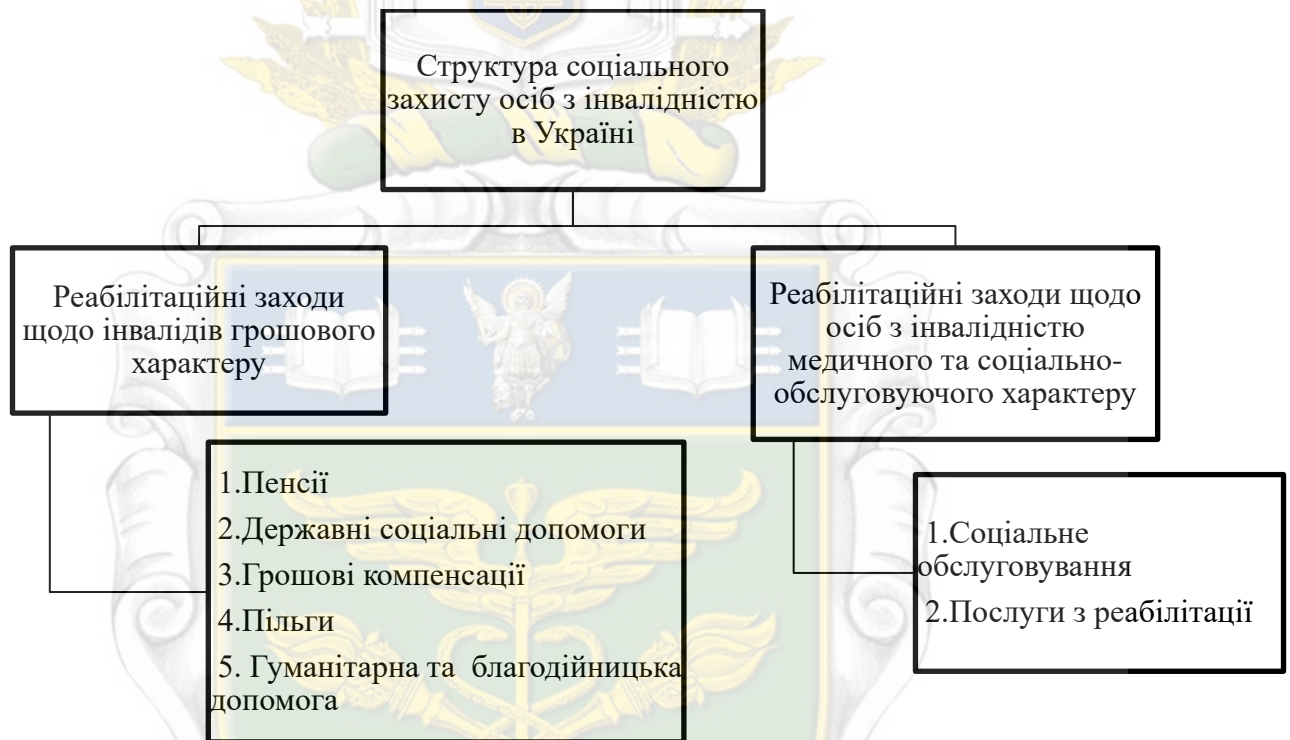 Структура соціального
захисту осіб з інвалідністю
в Україні
Реабілітаційні заходи
щодо інвалідів грошового
характеру
Реабілітаційні заходи щодо
осіб з інвалідністю
медичного та соціально-
обслуговуючого характеру
1.Пенсії
2.Державні соціальні допомоги
3.Грошові компенсації
4.Пільги
5. Гуманітарна та благодійницька
допомога
1.Соціальне
обслуговування
2.Послуги з реабілітації